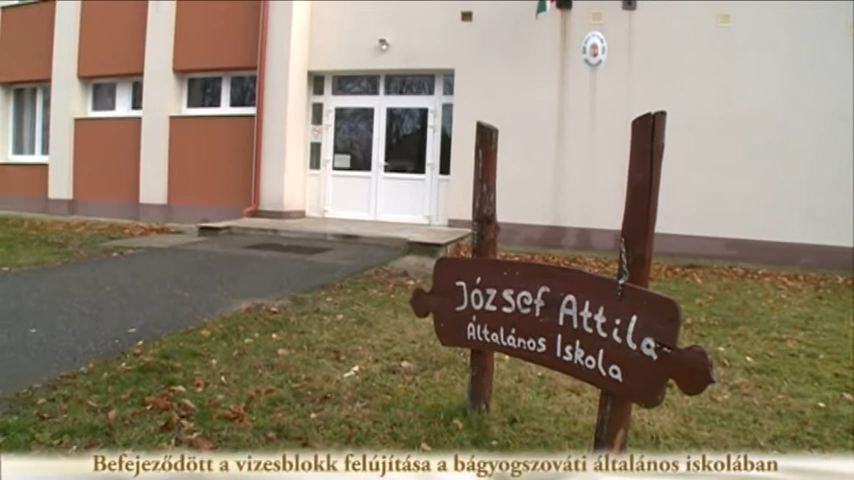 József Attila
Általános Iskola
Befejeződött a vizesblokk felújítása a bágyogszováti általános iskolában